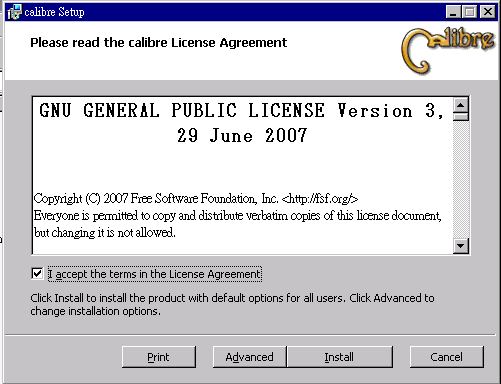 calibre Setup
Please read the calibre License Agreement
Calibre
GNU GENERAL PUBLIC LICENSE Version 3,
29 June 2007
Copyright (C) 2007 Free Software Foundation, Inc. <http://fsf.org/>
Everyone is permitted to copy and distribute verbatim copies of this license document,
but changing it is not allowed.
I accept the terms in the License Agreement
Click Install to install the product with default options for all users. Click Advanced to
change installation options.
Print Advanced Install Cancel